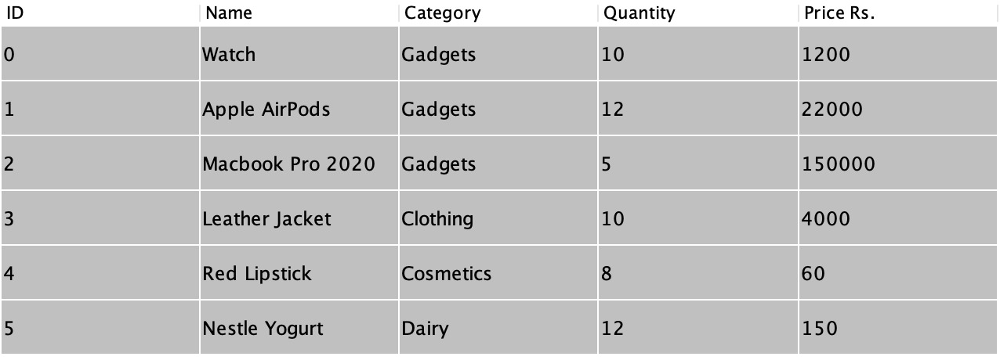 ID Name Category Quantity Price Rs.
0 Watch Gadgets 10 1200
1 Apple AirPods Gadgets 12 22000
2 Macbook Pro 2020 Gadgets 5 150000
3 Leather Jacket Clothing 10 4000
4 Red Lipstick Cosmetics 8 60
5 Nestle Yogurt Dairy 12 150